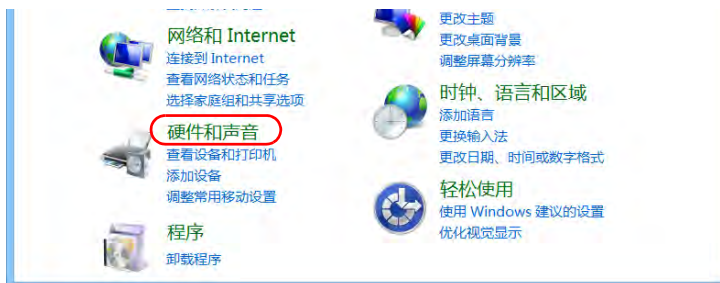 网络和 Internet
连接到 Internet
查看网络状态和任务
选择家庭组和共享选项
硬件和声音
查看设备和打印机
添加设备
调整常用移动设置
程序
卸载程序
更改主题
更改桌面背景
调整屏幕分辨率
时钟、语言和区域
添加语言
更换输入法
更改日期、时间或数字格式
轻松使用
使用 Windows 建议的设置
优化视觉显示